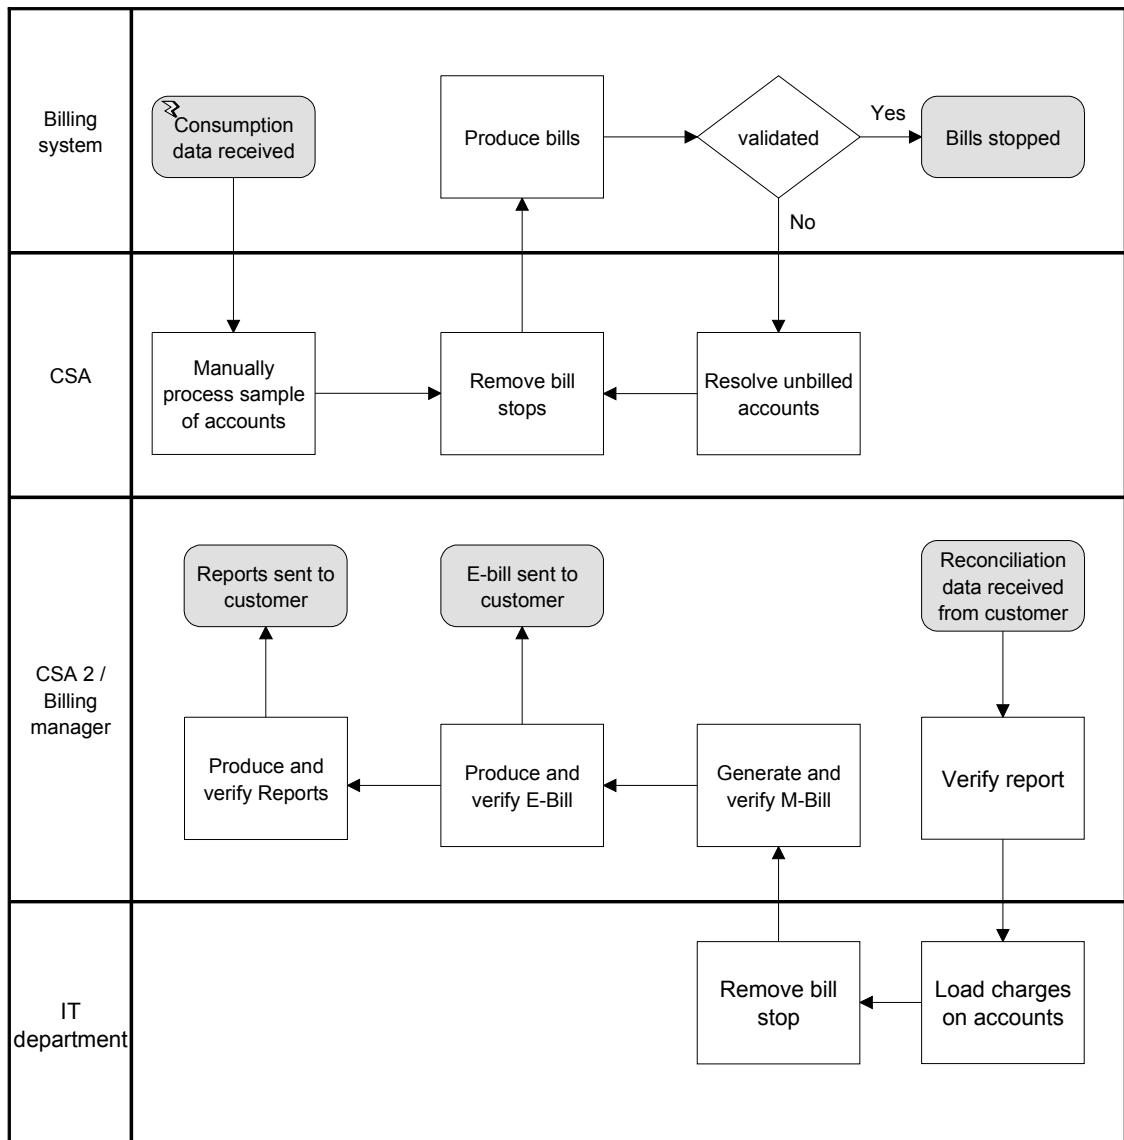 Billing
system
Consumption
data received
Produce bills
validated
Yes
Bills stopped
No
CSA
Manually
process sample
of accounts
Remove bill
stops
Resolve unbilled
accounts
CSA 2 /
Billing
manager
Reports sent to
customer
E-bill sent to
customer
Reconciliation
data received
from customer
Produce and
verify Reports
Produce and
verify E-Bill
Generate and
verify M-Bill
Verify report
IT
department
Remove bill
stop
Load charges
on accounts